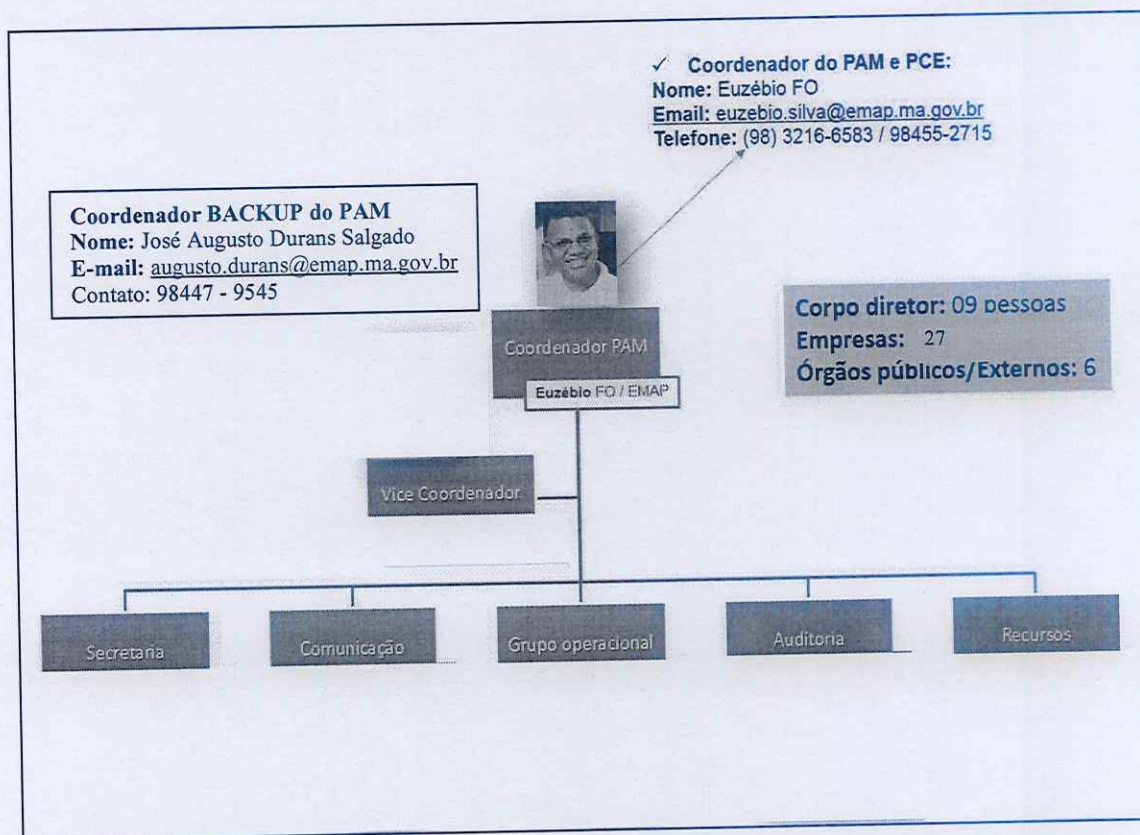 ✓ Coordenador do PAM e PCE:
Nome: Euzébio FO
Email: euzebio.silva@emap.ma.gov.br
Telefone: (98) 3216-6583 / 98455-2715
Coordenador BACKUP do PAM
Nome: José Augusto Durans Salgado
E-mail: augusto.durans@emap.ma.gov.br
Contato: 98447 - 9545
Corpo diretor: 09 pessoas
Empresas: 27
Órgãos públicos/Externos: 6
Coordenador PAM
Euzébio FO / EMAP
Vice Coordenador
Secretaria
Comunicação
Grupo operacional
Auditoria
Recursos